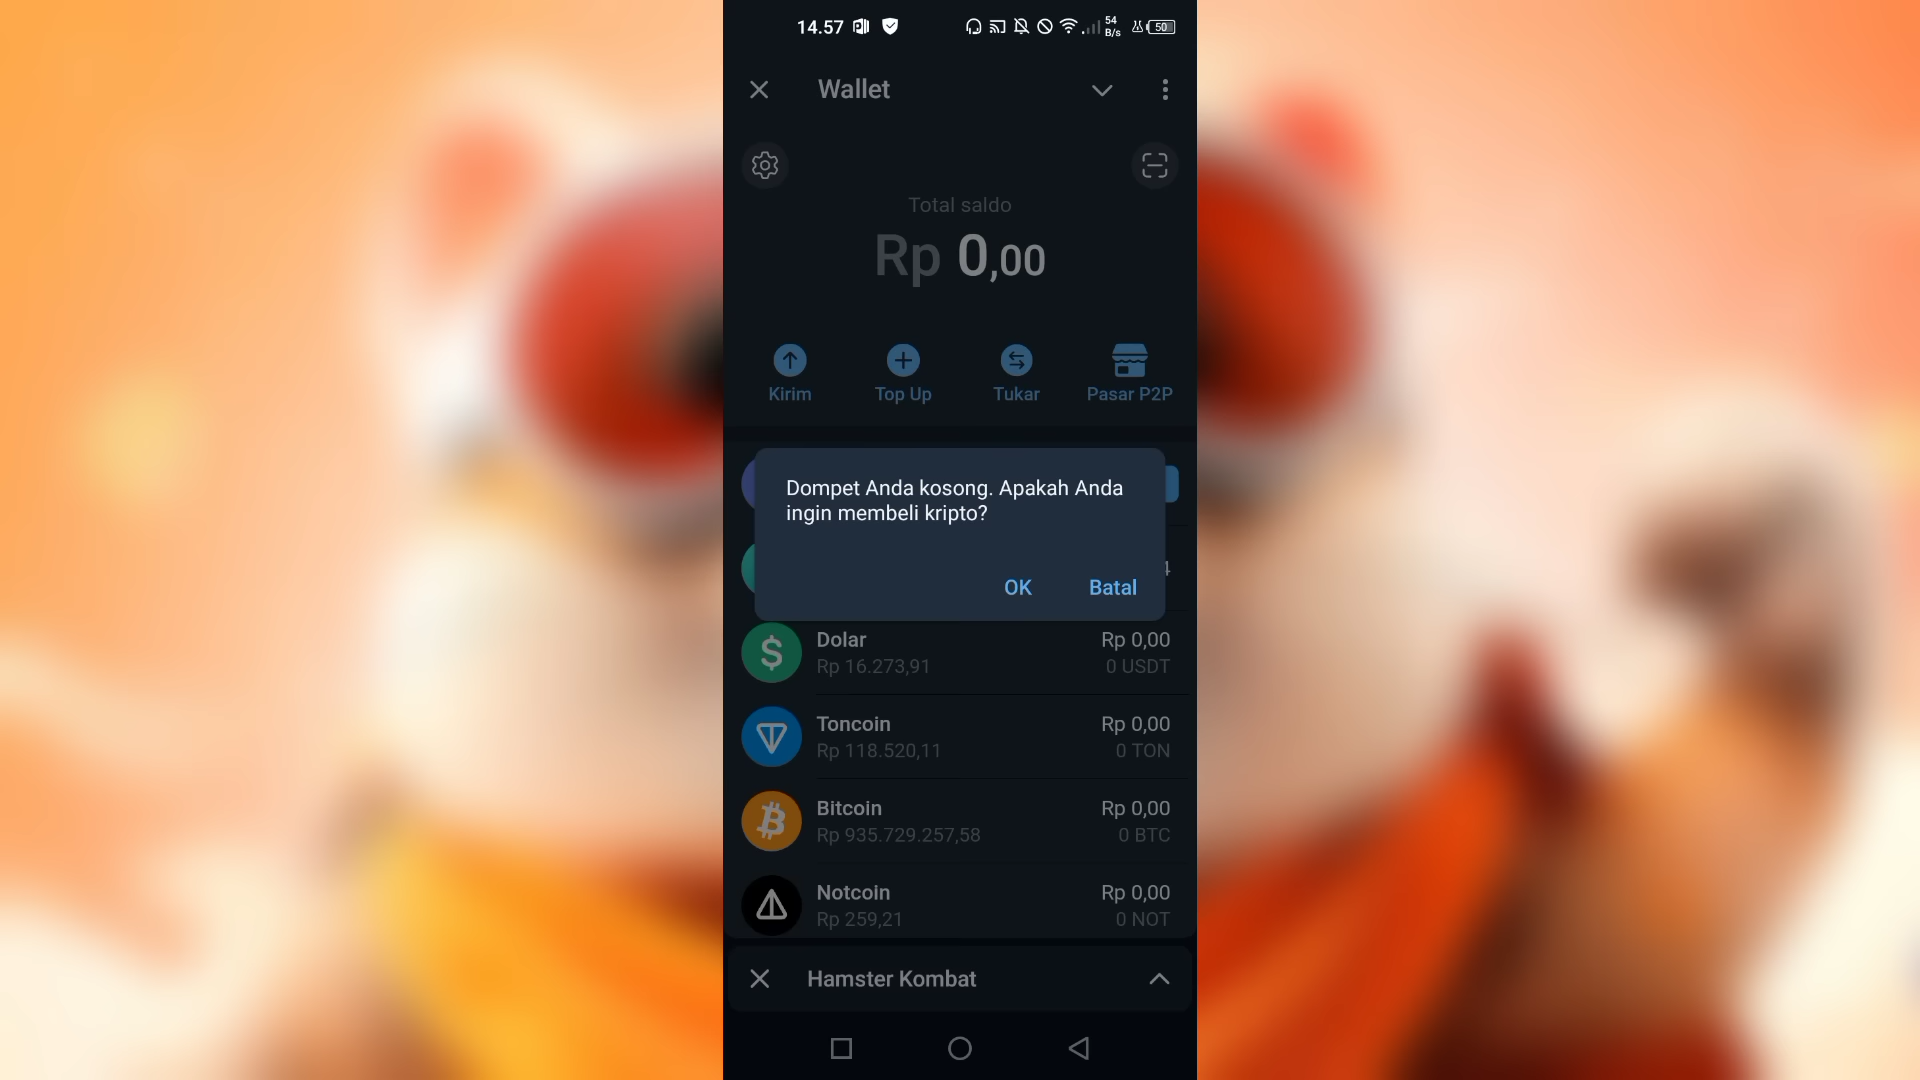 14.57
54
B/s
50
Wallet
Total saldo
Rp 0,00
Kirim Top Up Tukar Pasar P2P
Dompet Anda kosong. Apakah Anda
ingin membeli kripto?
OK Batal
Dolar Rp 0,00
Rp 16.273,91 0 USDT
Toncoin Rp 0,00
Rp 118.520,11 0 TON
Bitcoin Rp 0,00
Rp 935.729.257,58 0 BTC
Notcoin Rp 0,00
Rp 259,21 0 NOT
Hamster Kombat